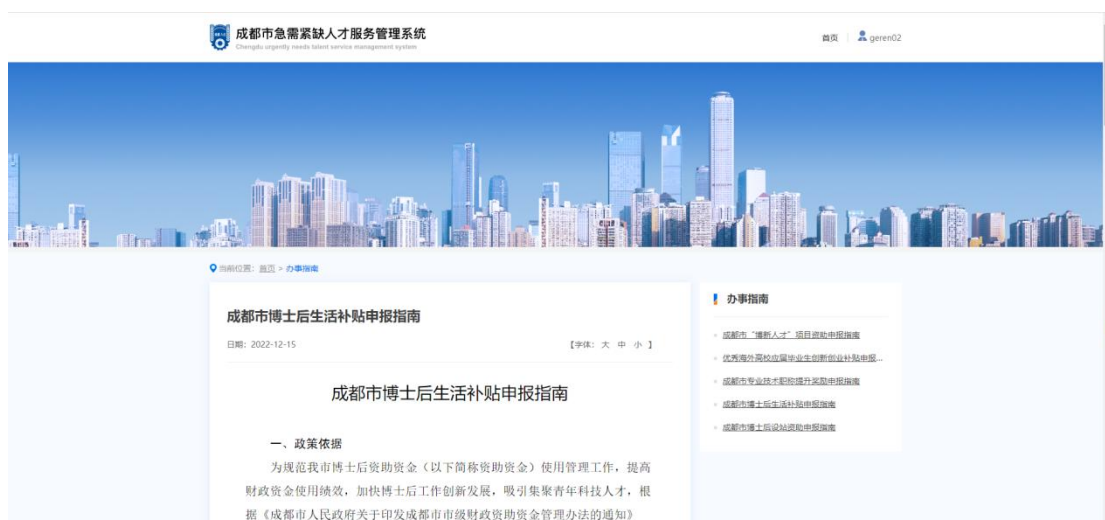 成都市急需紧缺人才服务管理系统
Chengdu urgently needs talent service management system
首页
geren02
当前位置：首页 > 办事指南
成都市博士后生活补贴申报指南
日期：2022-12-15
【字体：大 中 小 】
成都市博士后生活补贴申报指南
一、政策依据
为规范我市博士后资助资金（以下简称资助资金）使用管理工作，提高
财政资金使用绩效，加快博士后工作创新发展，吸引集聚青年科技人才，根
据《成都市人民政府关于印发成都市市级财政资助资金管理办法的通知》
办事指南
成都市“博新人才”项目资助申报指南
优秀海外高校应届毕业生创新创业补贴申报...
成都市专业技术职称提升奖励申报指南
成都市博士后生活补贴申报指南
成都市博士后设站资助申报指南